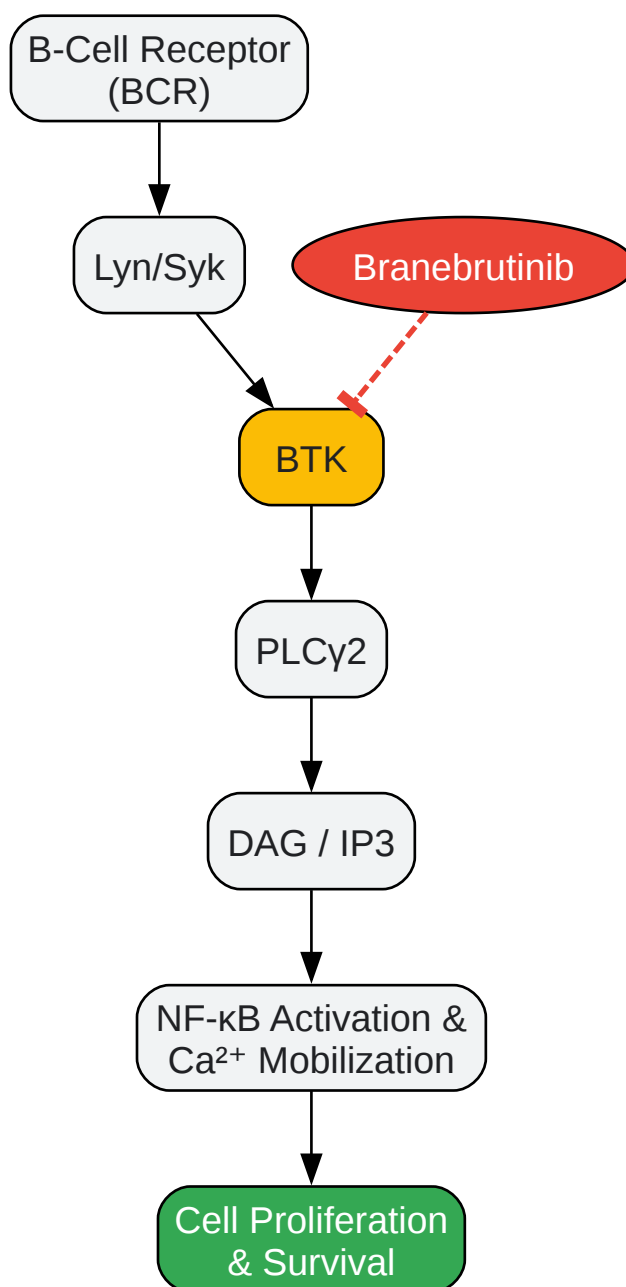 B-Cell Receptor
(BCR)
Lyn/Syk
Branebrutinib
BTK
PLCγ2
DAG / IP3
NF-κB Activation &
Ca²⁺ Mobilization
Cell Proliferation
& Survival